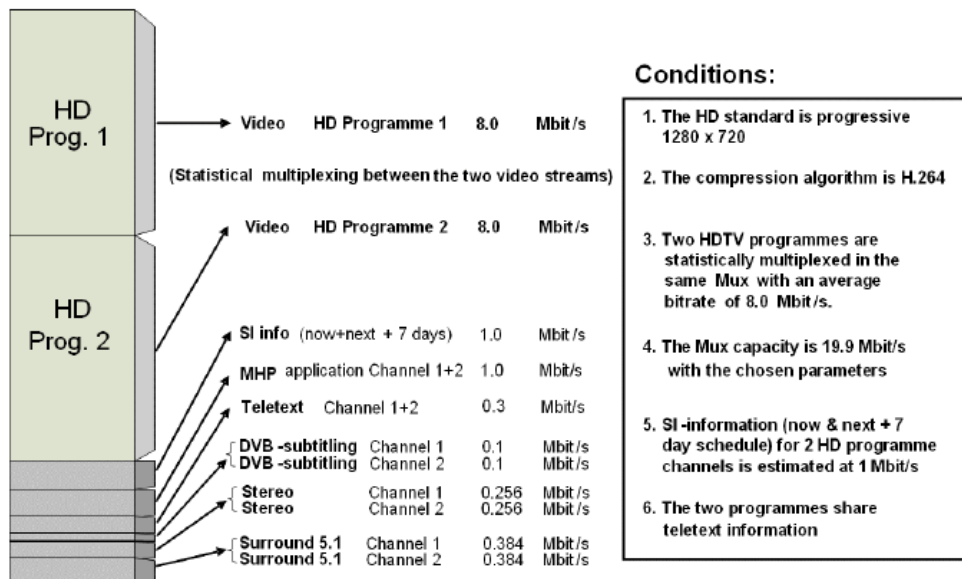 HD
Prog. 1
HD
Prog. 2
Video HD Programme 1 8.0 Mbit/s
(Statistical multiplexing between the two video streams)
Video HD Programme 2 8.0 Mbit/s
SI info (now+next + 7 days) 1.0 Mbit/s
MHP application Channel 1+2 1.0 Mbit/s
Teletext Channel 1+2 0.3 Mbit/s
DVB -subtitling Channel 1 0.1 Mbit/s
DVB -subtitling Channel 2 0.1 Mbit/s
Stereo Channel 1 0.256 Mbit/s
Stereo Channel 2 0.256 Mbit/s
Surround 5.1 Channel 1 0.384 Mbit/s
Surround 5.1 Channel 2 0.384 Mbit/s
Conditions:
1. The HD standard is progressive
1280 x 720
2. The compression algorithm is H.264
3. Two HDTV programmes are
statistically multiplexed in the
same Mux with an average
bitrate of 8.0 Mbit/s.
4. The Mux capacity is 19.9 Mbit/s
with the chosen parameters
5. SI -information (now & next + 7
day schedule) for 2 HD programme
channels is estimated at 1 Mbit/s
6. The two programmes share
teletext information